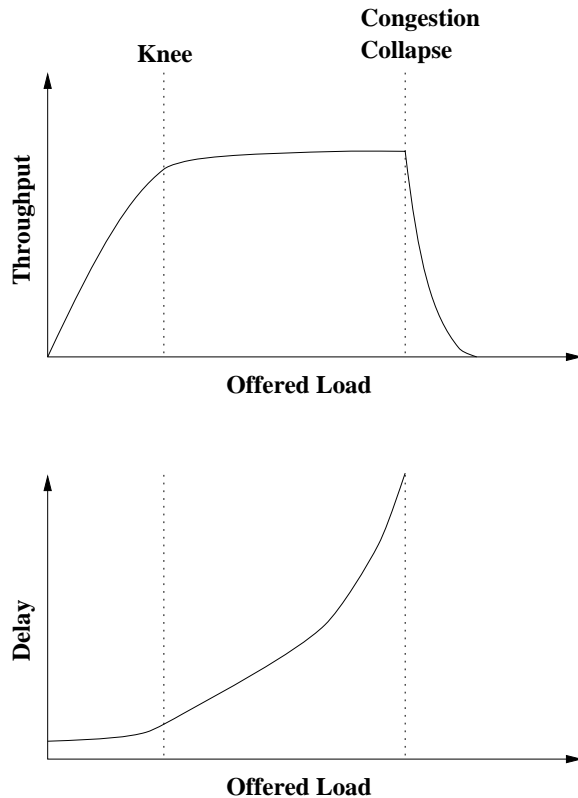 Congestion
Collapse
Knee
Throughput
Offered Load
Delay
Offered Load